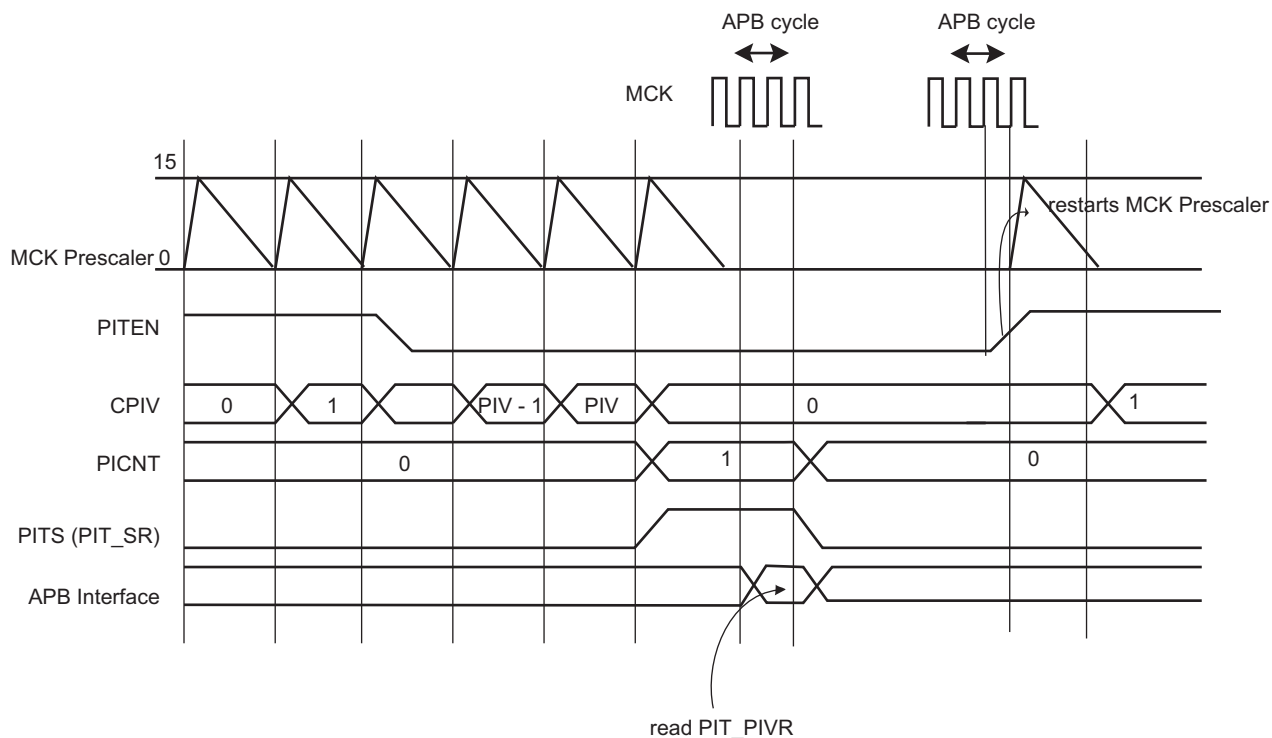 APB cycle APB cycle
MCK
15
restarts MCK Prescaler
MCK Prescaler 0
PITEN
CPIV 0 1 PIV - 1 PIV 0 1
PICNT 0 1 0
PITS (PIT_SR)
APB Interface
read PIT_PIVR